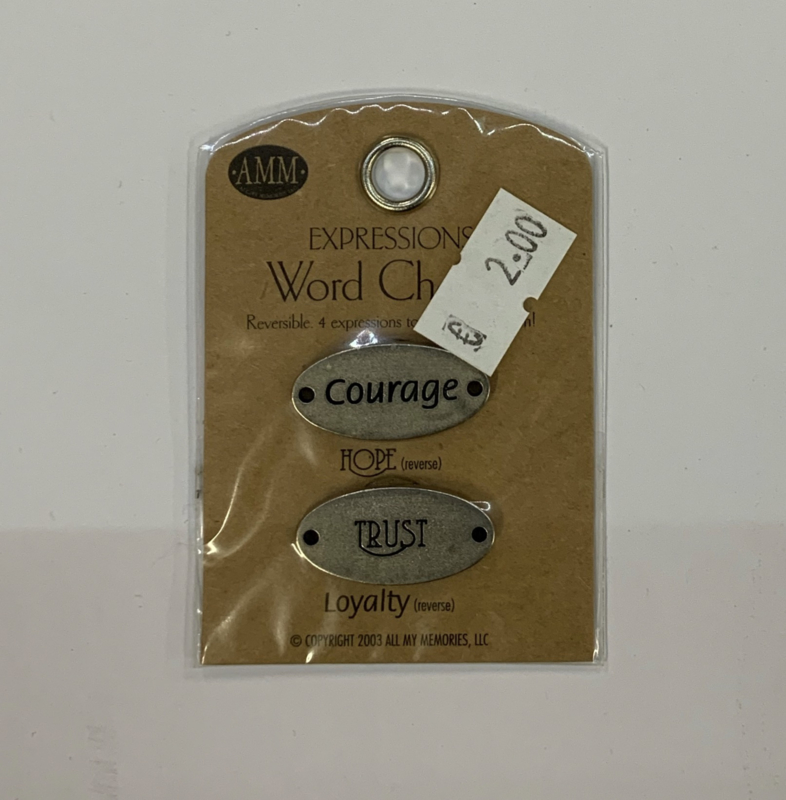 AMM
EXPRESSIONS
Word Ch
2.00
Reversible. 4 expressions to
Courage
HOPE (reverse)
TRUST
Loyalty (reverse)
© COPYRIGHT 2003 ALL MY MEMORIES, LLC